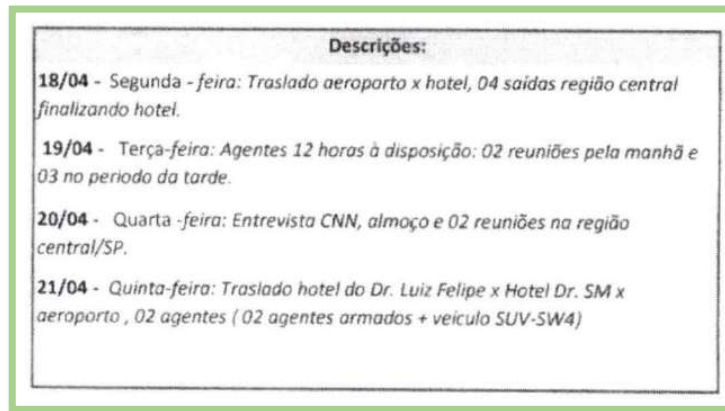 Descrições:
18/04 - Segunda - feira: Traslado aeroporto x hotel, 04 saídas região central
finalizando hotel.
19/04 - Terça-feira: Agentes 12 horas à disposição: 02 reuniões pela manhã e
03 no periodo da tarde.
20/04 - Quarta -feira: Entrevista CNN, almoço e 02 reuniões na região
central/SP.
21/04 - Quinta-feira: Traslado hotel do Dr. Luiz Felipe x Hotel Dr. SM x
aeroporto , 02 agentes ( 02 agentes armados + veiculo SUV-SW4)